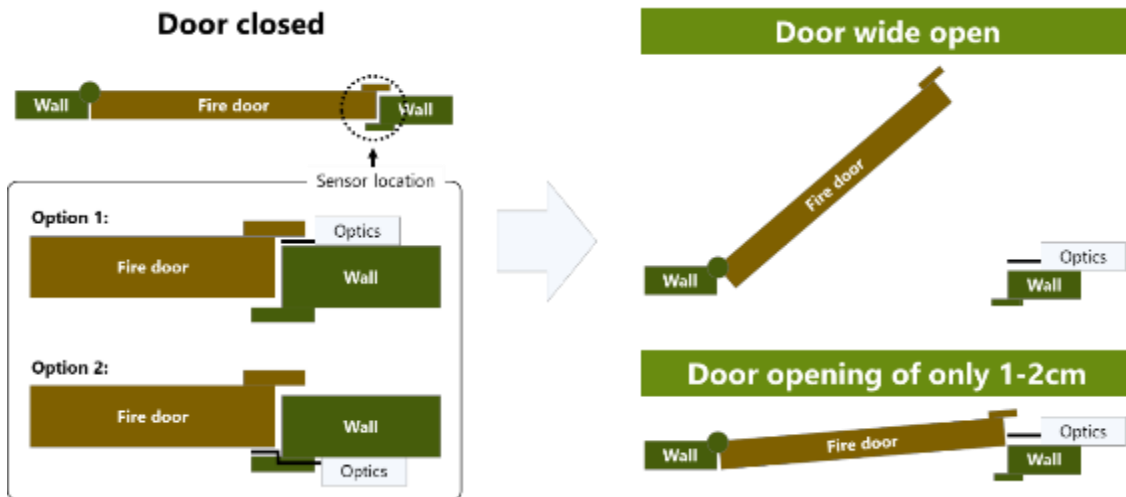 Door closed
Wall
Fire door
Wall
Sensor location
Option 1:
Optics
Fire door
Wall
Option 2:
Fire door
Wall
Optics
Door wide open
Fire door
Optics
Wall
Wall
Door opening of only 1-2cm
Optics
Fire door
Wall
Wall